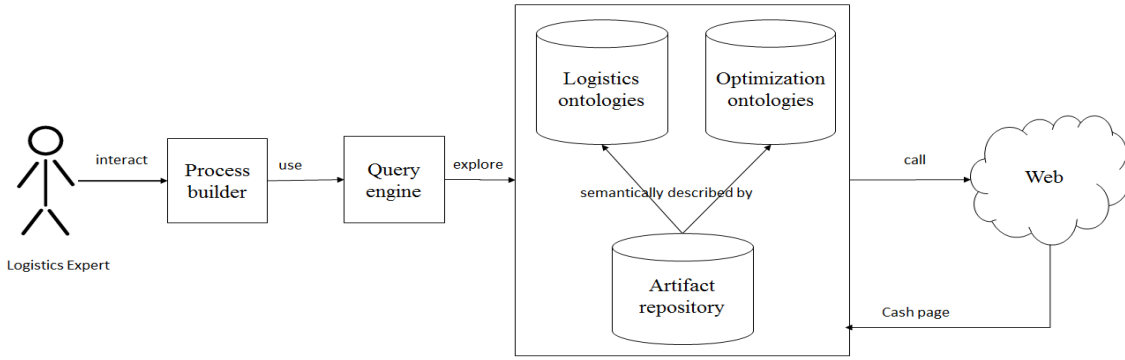 Logistics
ontologies
Optimization
ontologies
interact
Process
builder
use
Query
engine
explore
semantically described by
call
Web
Logistics Expert
Artifact
repository
Cash page